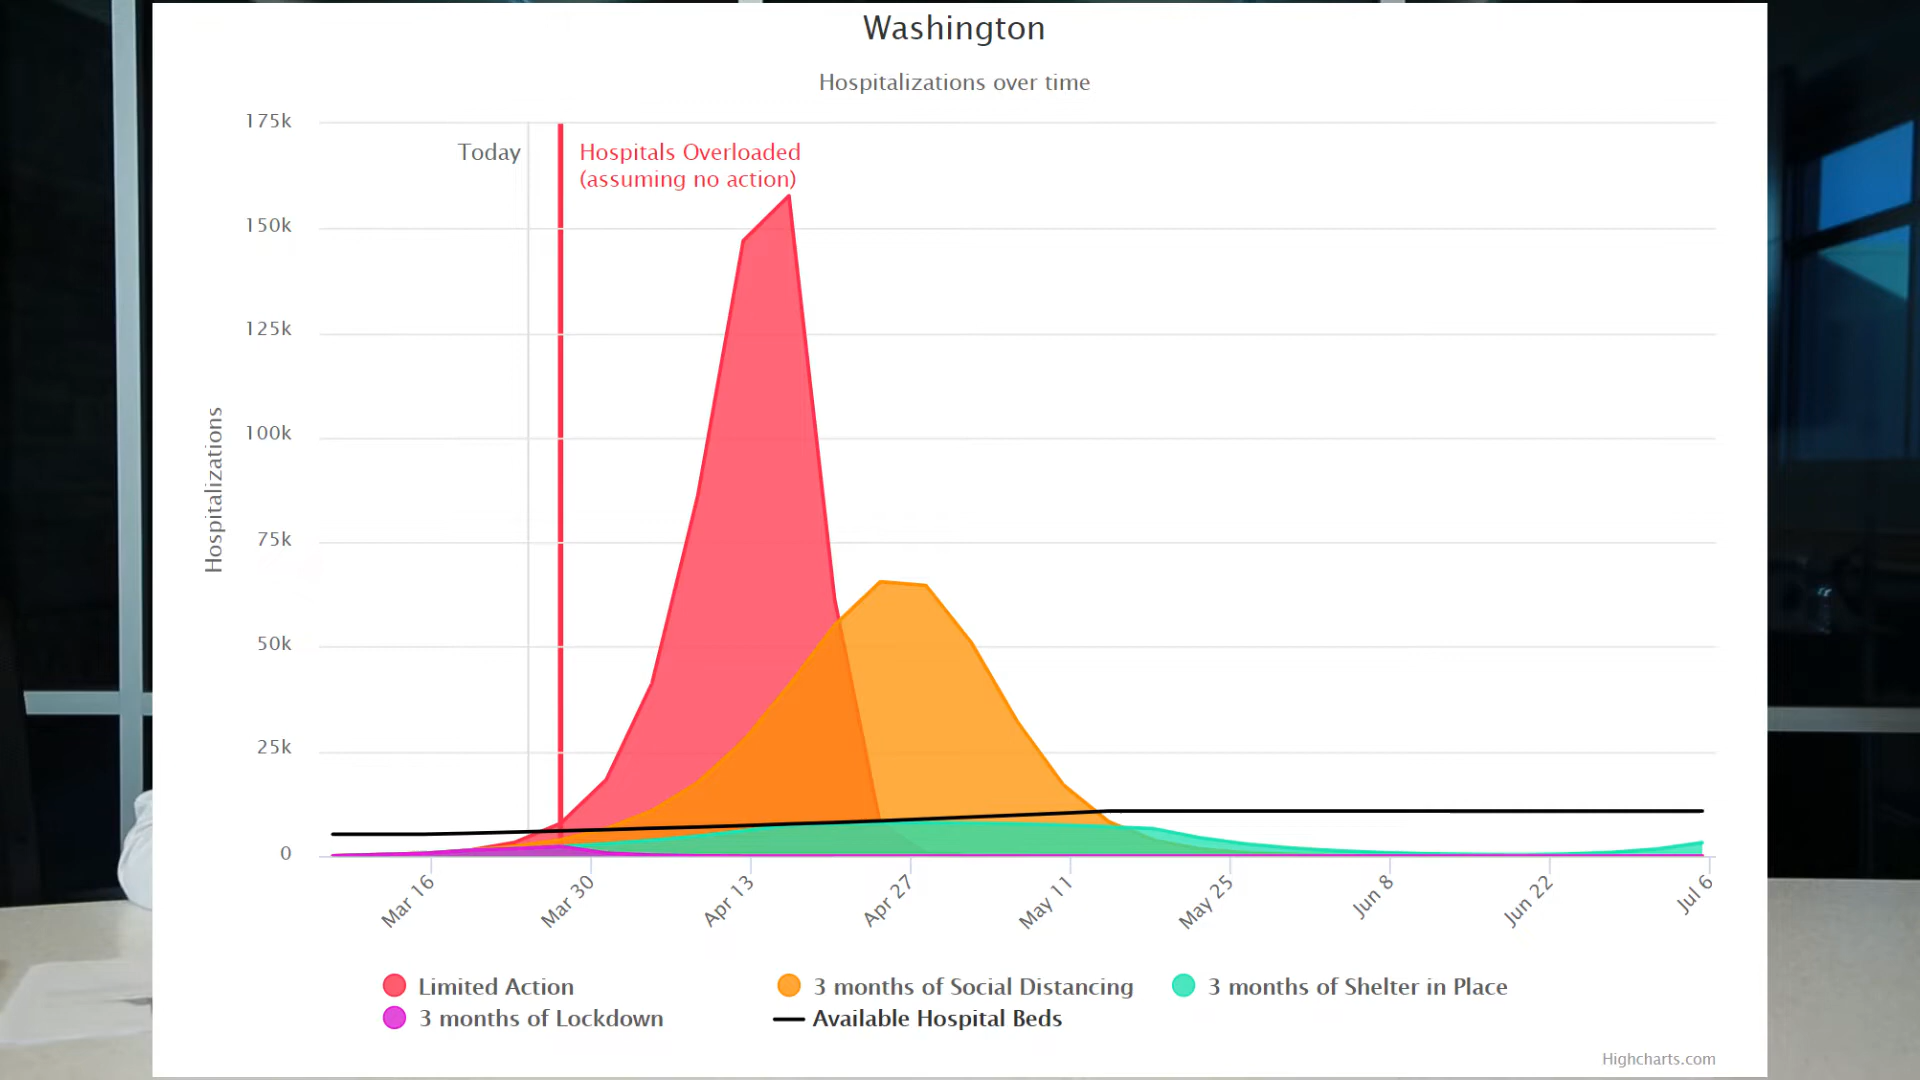 Washington
Hospitalizations over time
175k
150k
125k
100k
75k
50k
25k
0
Hospitalizations
Today
Hospitals Overloaded
(assuming no action)
Mar 16
Mar 30
Apr 13
Apr 27
May 11
May 25
Jun 8
Jun 22
Jul 6
Limited Action
3 months of Social Distancing
3 months of Shelter in Place
3 months of Lockdown
Available Hospital Beds
Highcharts.com